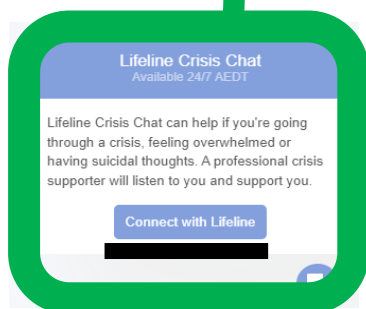 Lifeline Crisis Chat
Available 24/7 AEDT
Lifeline Crisis Chat can help if you're going
through a crisis, feeling overwhelmed or
having suicidal thoughts. A professional crisis
supporter will listen to you and support you.
Connect with Lifeline